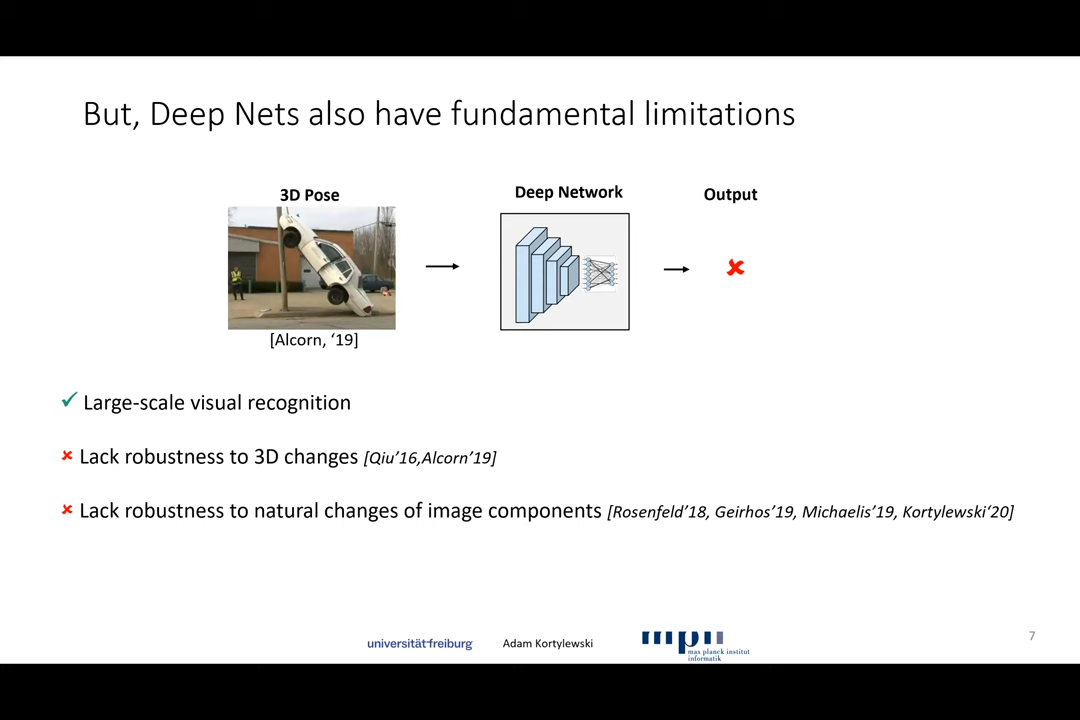 But, Deep Nets also have fundamental limitations
3D Pose
Deep Network
Output
[Alcorn, ‘19]
Large-scale visual recognition
Lack robustness to 3D changes [Qiu’16,Alcorn’19]
Lack robustness to natural changes of image components [Rosenfeld’18, Geirhos’19, Michaelis’19, Kortylewski‘20]
universität freiburg
Adam Kortylewski
mpii
max planck institut
informatik
7